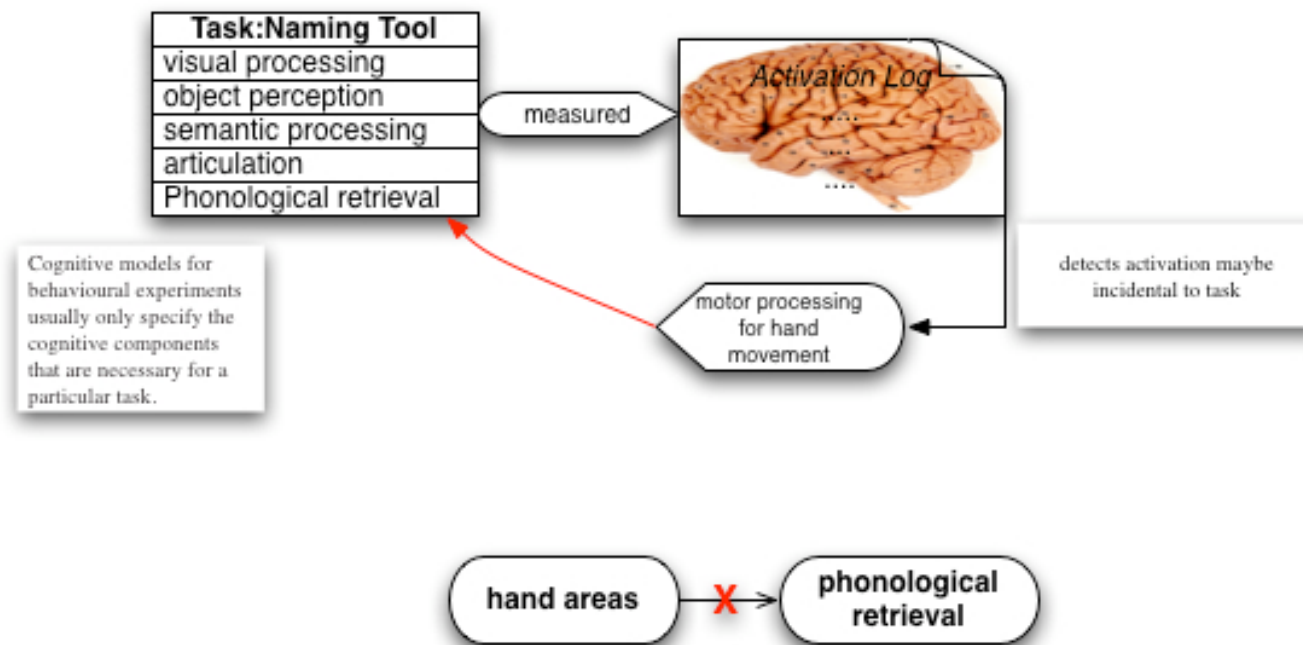 Task:Naming Tool
visual processing
object perception
semantic processing
articulation
Phonological retrieval
measured
Activation Log
....
....
....
Cognitive models for
behavioural experiments
usually only specify the
cognitive components
that are necessary for a
particular task.
motor processing
for hand
movement
detects activation maybe
incidental to task
hand areas
X
phonological
retrieval